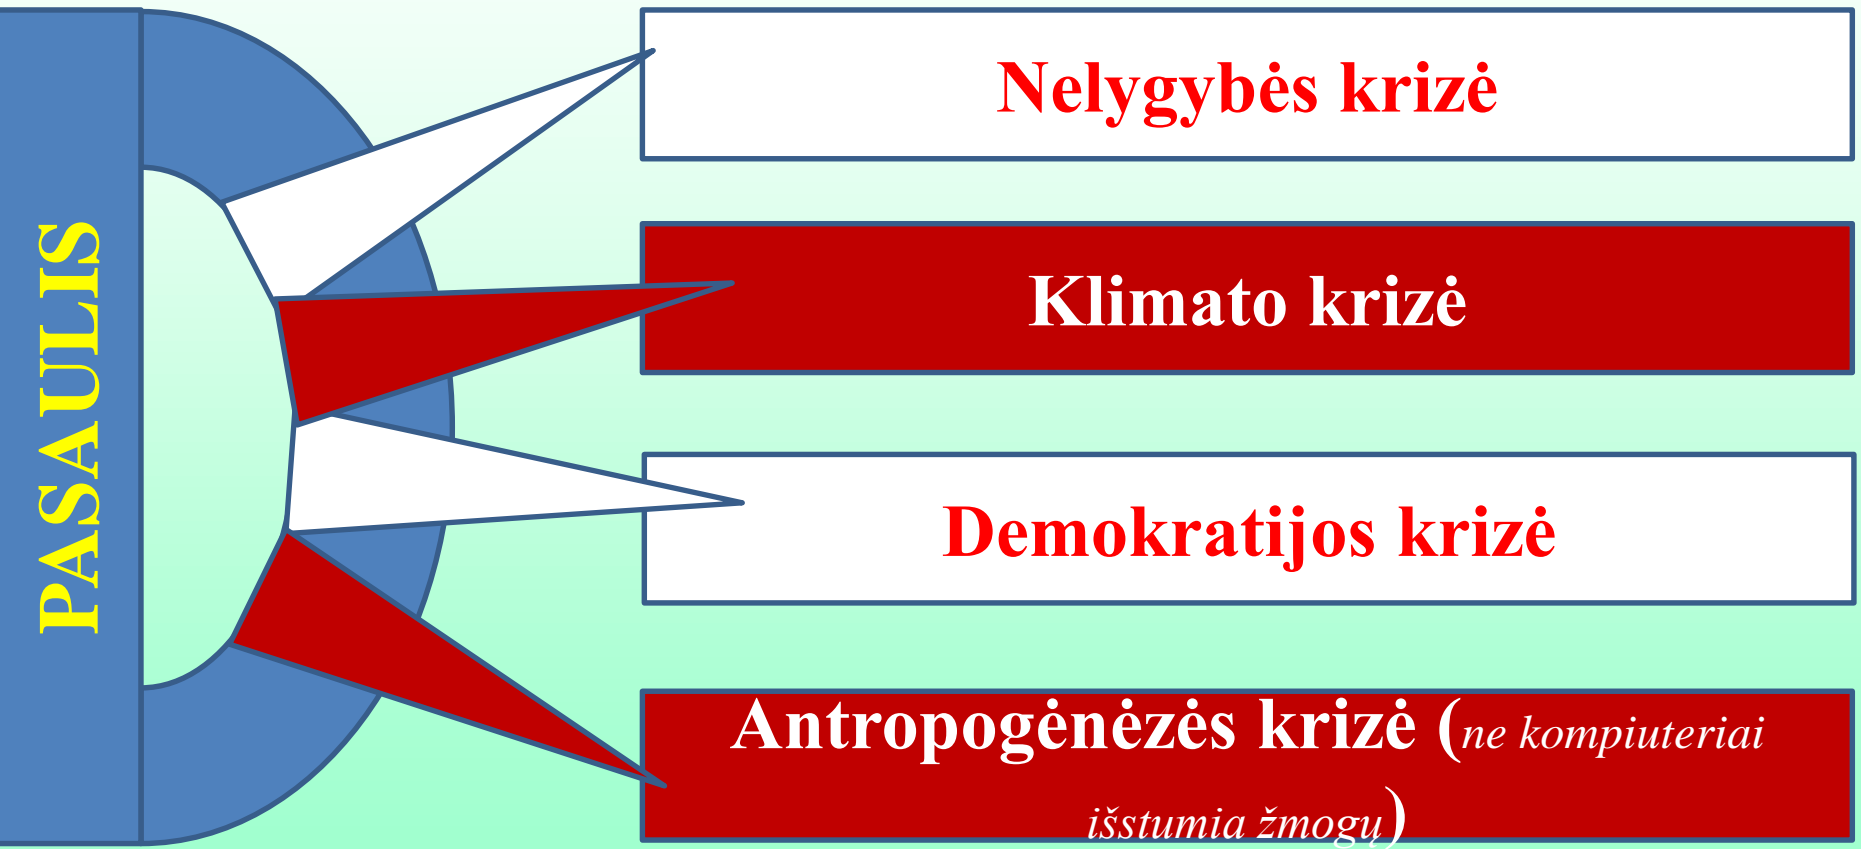 PASAULIS
Nelygybės krizė
Klimato krizė
Demokratijos krizė
Antropogėnėzės krizė (ne kompiuteriai
išstumia žmogų)